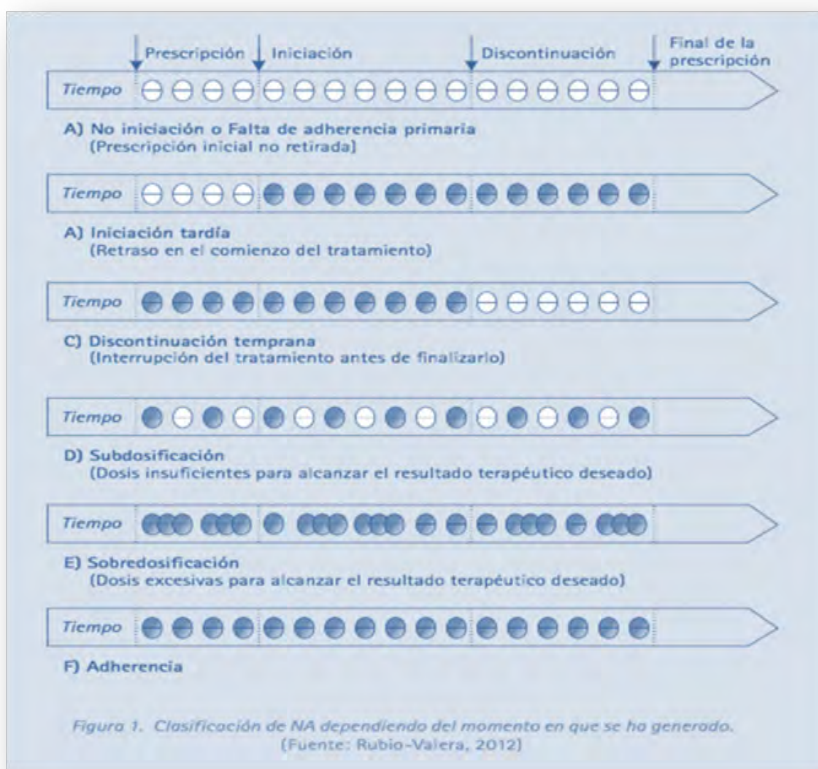 Prescripción
Iniciación
Discontinuación
Final de la
prescripción
Tiempo
A) No iniciación o Falta de adherencia primaria
(Prescripción inicial no retirada)
Tiempo
A) Iniciación tardía
(Retraso en el comienzo del tratamiento)
Tiempo
C) Discontinuación temprana
(Interrupción del tratamiento antes de finalizarlo)
Tiempo
D) Subdosificación
(Dosis insuficientes para alcanzar el resultado terapéutico deseado)
Tiempo
E) Sobredosificación
(Dosis excesivas para alcanzar el resultado terapéutico deseado)
Tiempo
F) Adherencia
Figura 1. Clasificación de NA dependiendo del momento en que se ha generado.
(Fuente: Rubio-Valera, 2012)